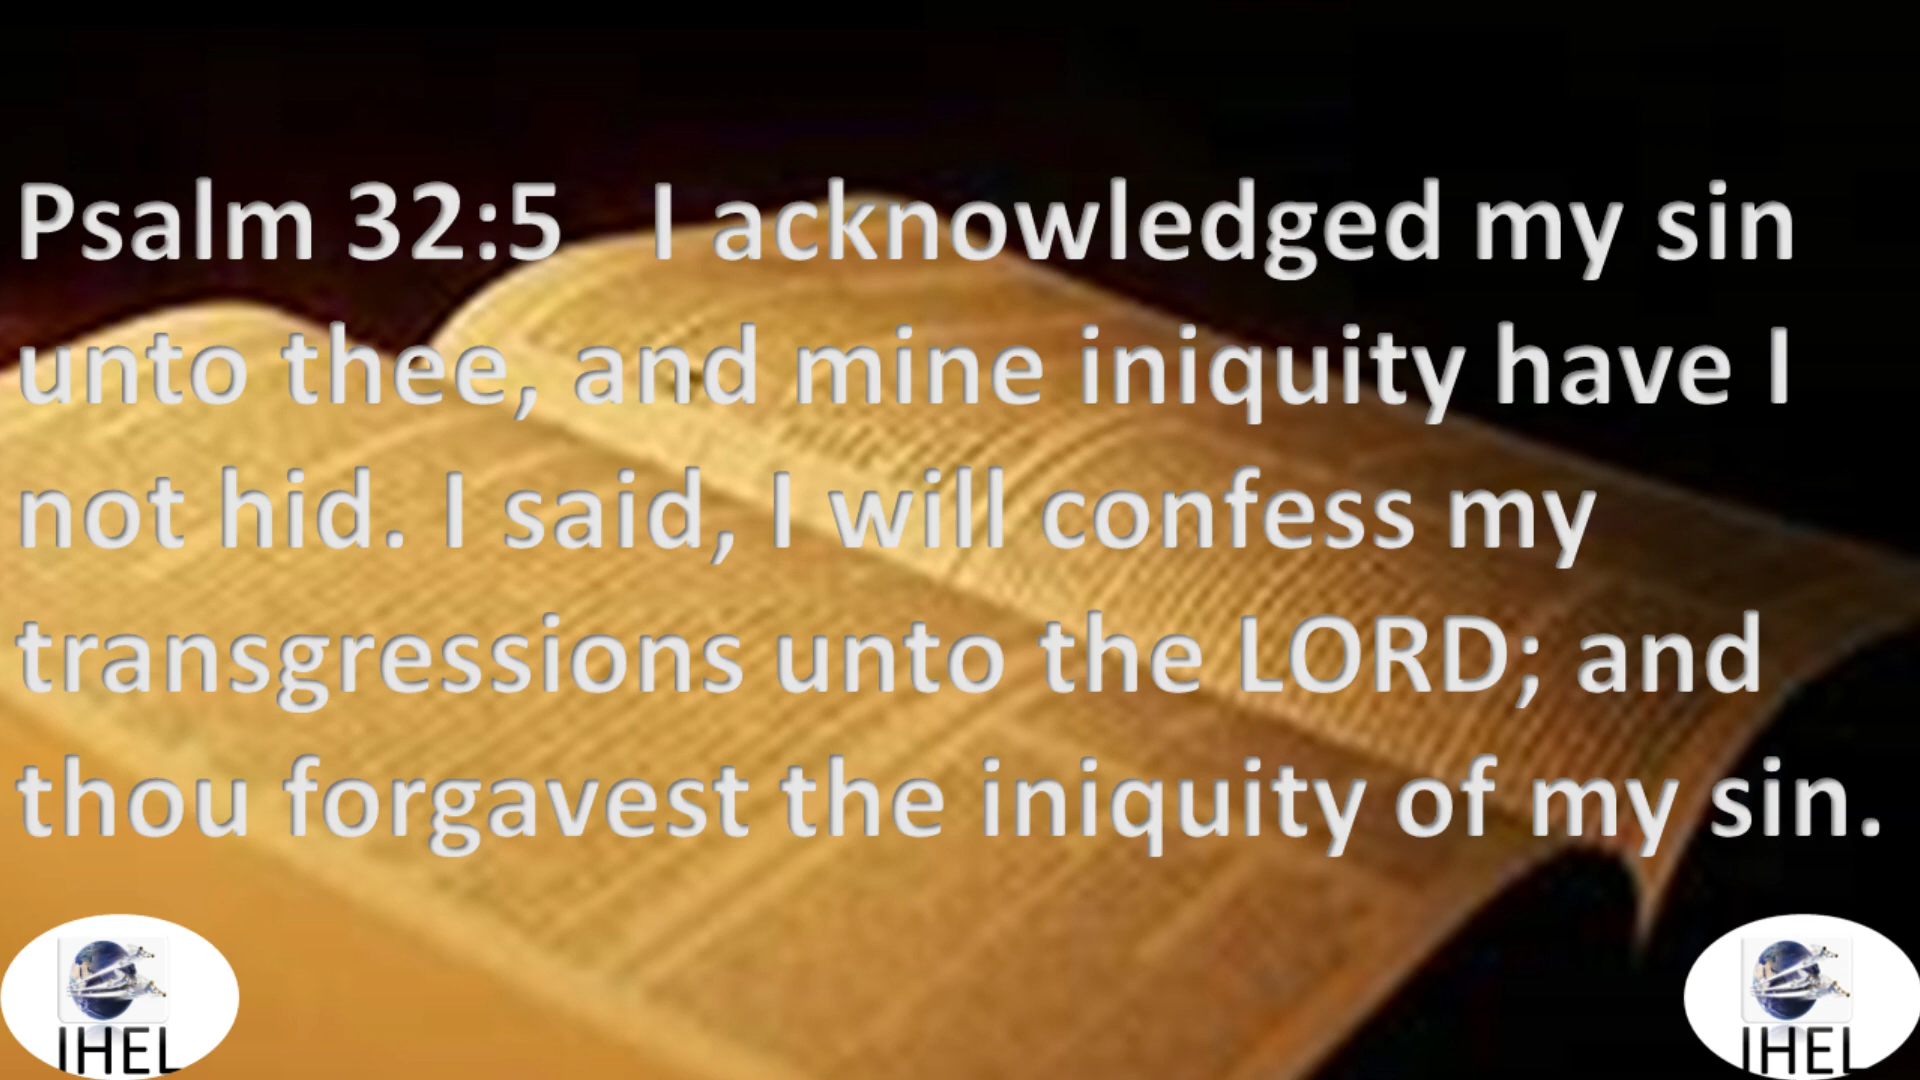 Psalm 32:5 I acknowledged my sin
unto thee, and mine iniquity have I
not hid. I said, I will confess my
transgressions unto the LORD; and
thou forgavest the iniquity of my sin.
IHEL
IHEL